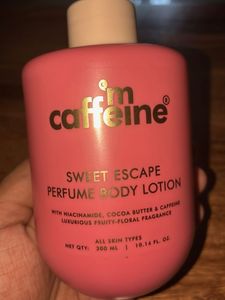 m
caffeine®
SWEET ESCAPE
PERFUME BODY LOTION
WITH NIACINAMIDE, COCOA BUTTER & CAFFEINE
LUXURIOUS FRUITY-FLORAL FRAGRANCE
ALL SKIN TYPES
NET QTY: 300 ML | 10.14 FL. OZ.